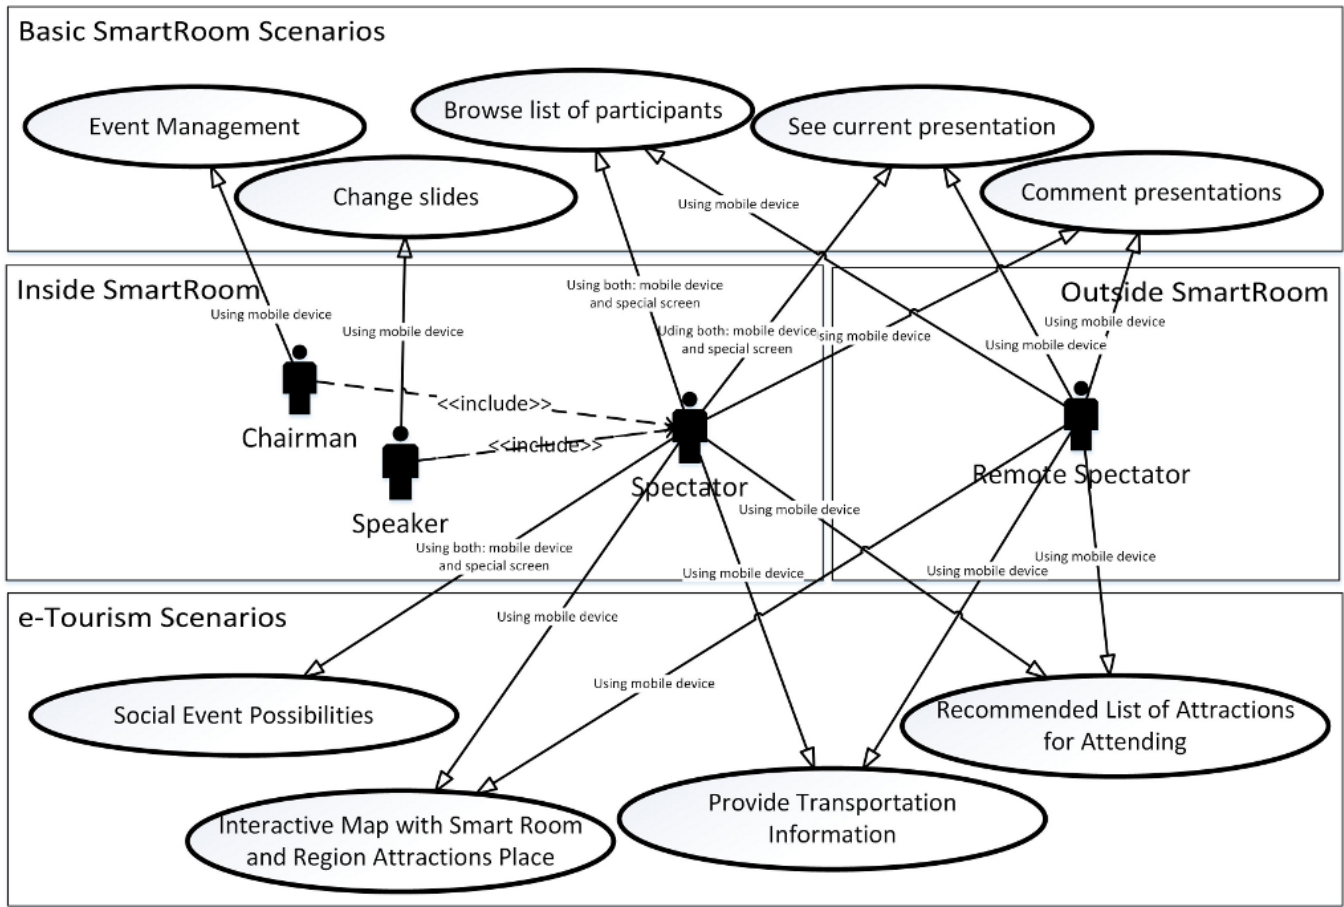 Basic SmartRoom Scenarios
Browse list of participants
Event Management
See current presentation
Change slides
Comment presentations
Using mobile device
Inside SmartRoom
Outside SmartRoom
Using both: mobile device
and special screen
Using mobile device
Using mobile device
Using mobile device
Uding both: mobile device
and special screen
sing mobile device
Using mobile device
<<include>>
<<include>>
Chairman
Spectator
Remote Spectator
Speaker
Using mobile device
Using both: mobile device
and special screen
Using mobile device
Using mobile device
Using mobile device
e-Tourism Scenarios
Using mobile device
Using mobile device
Social Event Possibilities
Recommended List of Attractions
for Attending
Provide Transportation
Information
Interactive Map with Smart Room
and Region Attractions Place